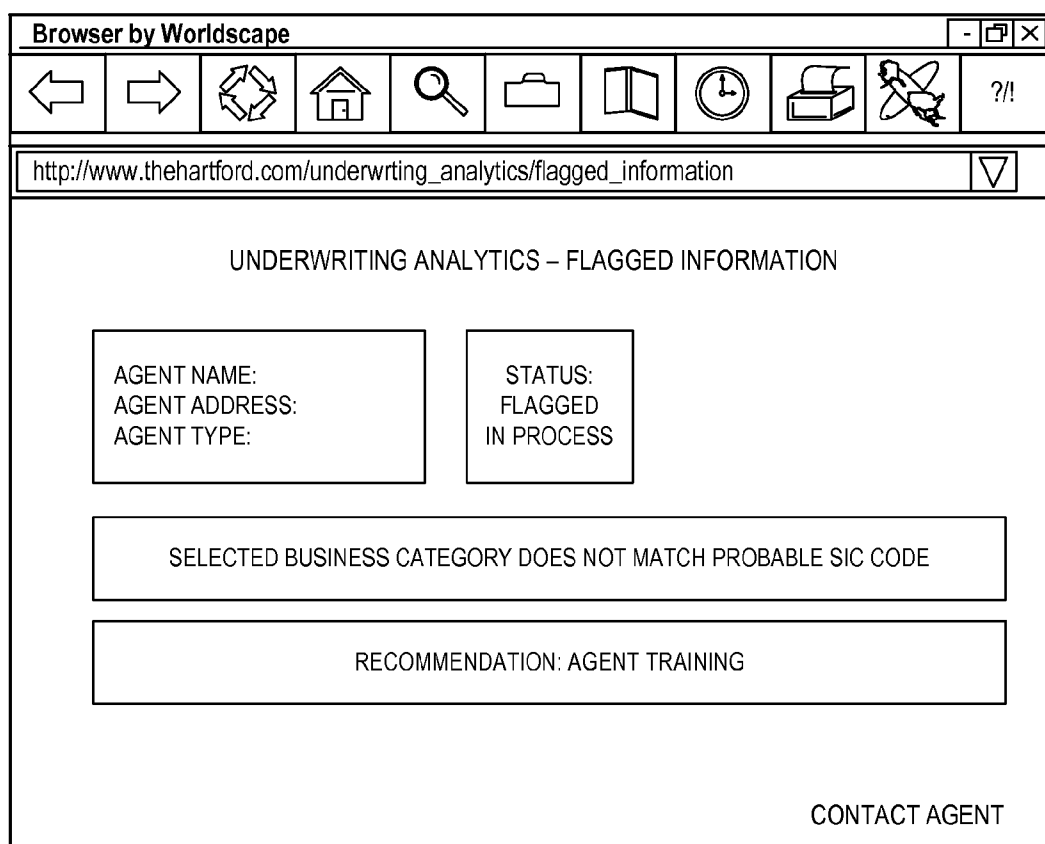 Browser by Worldscape
?/!
http://www.thehartford.com/underwrting_analytics/flagged_information
UNDERWRITING ANALYTICS – FLAGGED INFORMATION
AGENT NAME:
AGENT ADDRESS:
AGENT TYPE:
STATUS:
FLAGGED
IN PROCESS
SELECTED BUSINESS CATEGORY DOES NOT MATCH PROBABLE SIC CODE
RECOMMENDATION: AGENT TRAINING
CONTACT AGENT